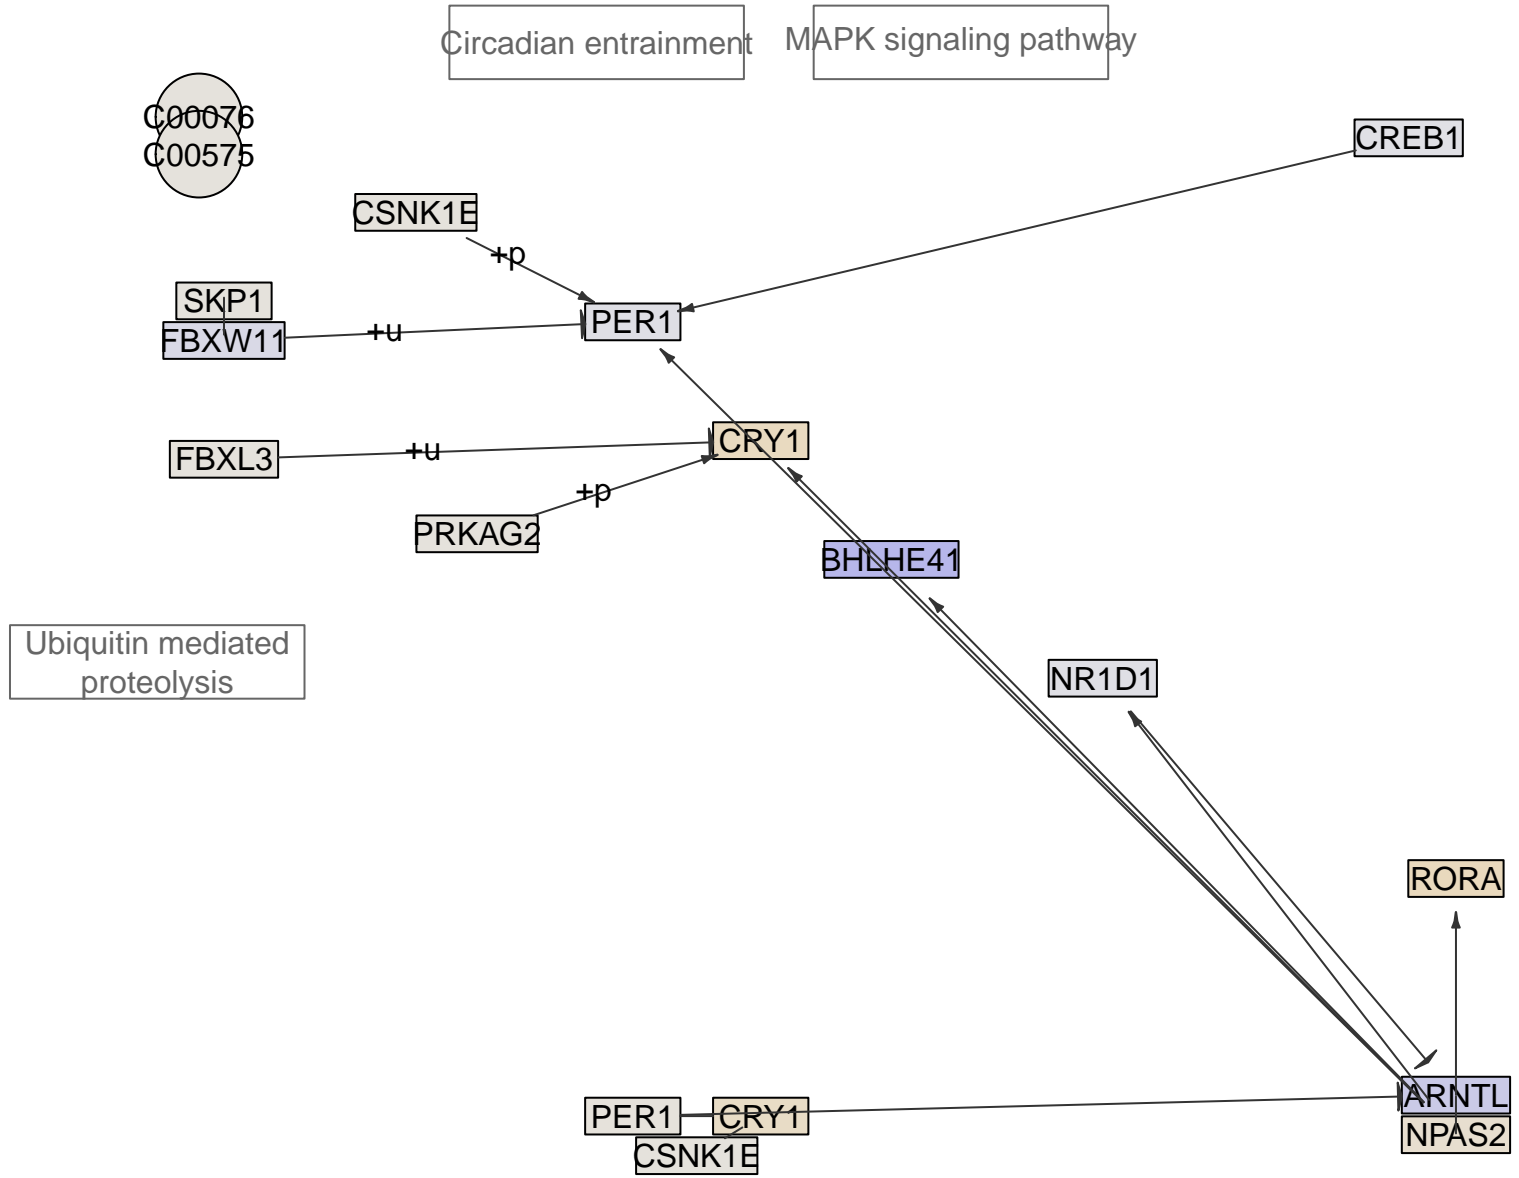 Circadian entrainment
MAPK signaling pathway
C00076
C00575
CREB1
CSNK1E
+p
SKP1
FBXW11
+u
PER1
FBXL3
+u
CRY1
+p
PRKAG2
BHLHE41
Ubiquitin mediated
proteolysis
NR1D1
RORA
ARNTL
NPAS2
PER1
CRY1
CSNK1E